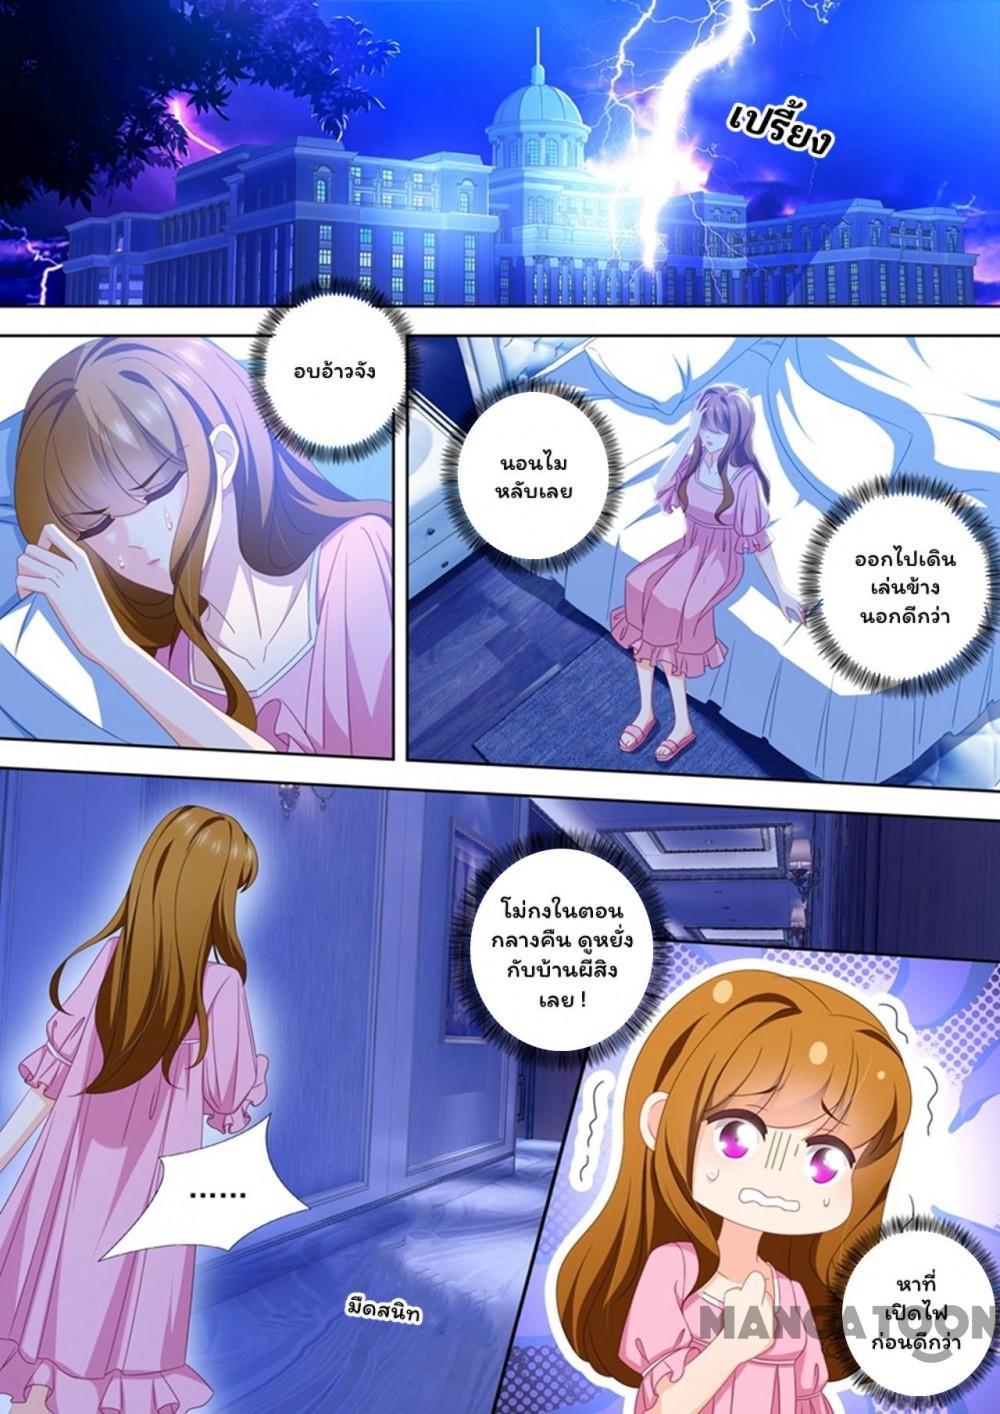 เปรี้ยง
อบอ้าวจัง
นอนไม
หลับเลย
ออกไปเดิน
เล่นข้าง
นอกดีกว่า
โม่กงในตอน
กลางคืน ดูหยั่ง
กับบ้านผีสิง
เลย !
......
มืดสนิท
หาที่
เปิดไฟ
ก่อนดีกว่า
MANGATOON